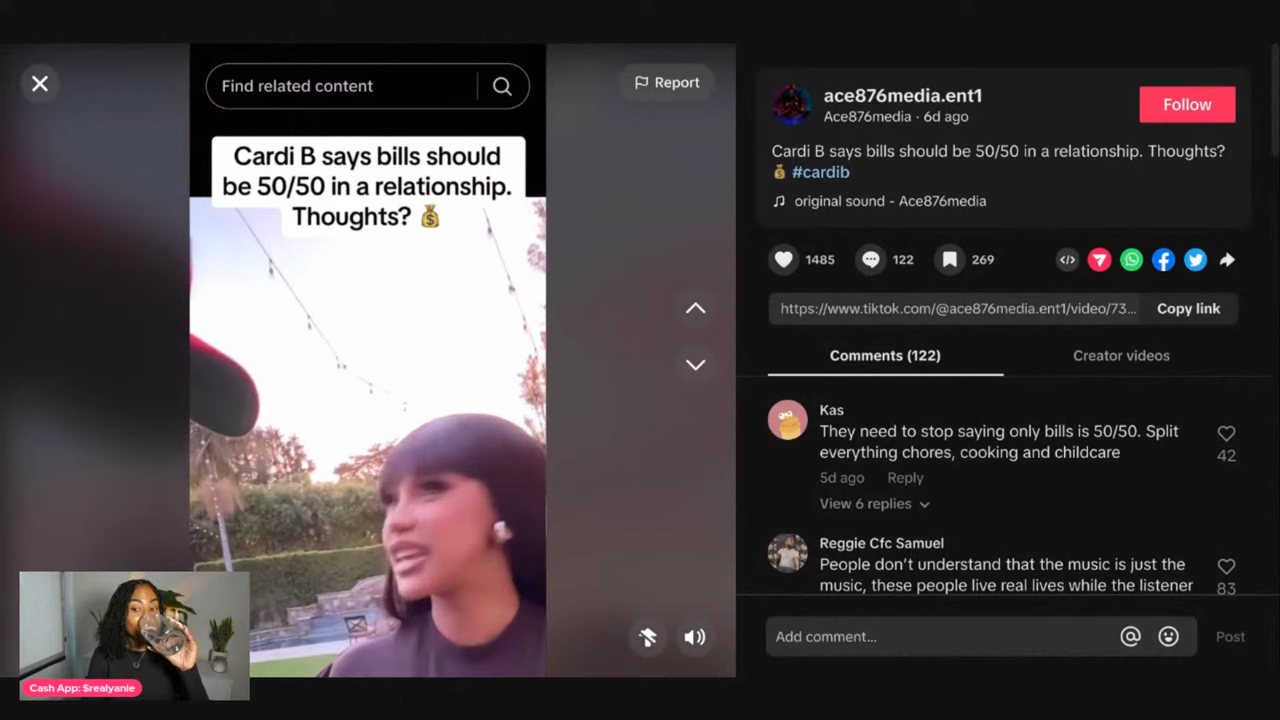 Find related content
Report
Cardi B says bills should
be 50/50 in a relationship.
Thoughts? 💰
Cash App: $realyanie
ace876media.ent1
Ace876media · 6d ago
Follow
Cardi B says bills should be 50/50 in a relationship. Thoughts?
💰 #cardib
original sound - Ace876media
1485
122
269
https://www.tiktok.com/@ace876media.ent1/video/73...
Copy link
Comments (122)
Creator videos
Kas
They need to stop saying only bills is 50/50. Split
everything chores, cooking and childcare
42
5d ago Reply
View 6 replies
Reggie Cfc Samuel
People don't understand that the music is just the
music, these people live real lives while the listener
83
Add comment...
Post